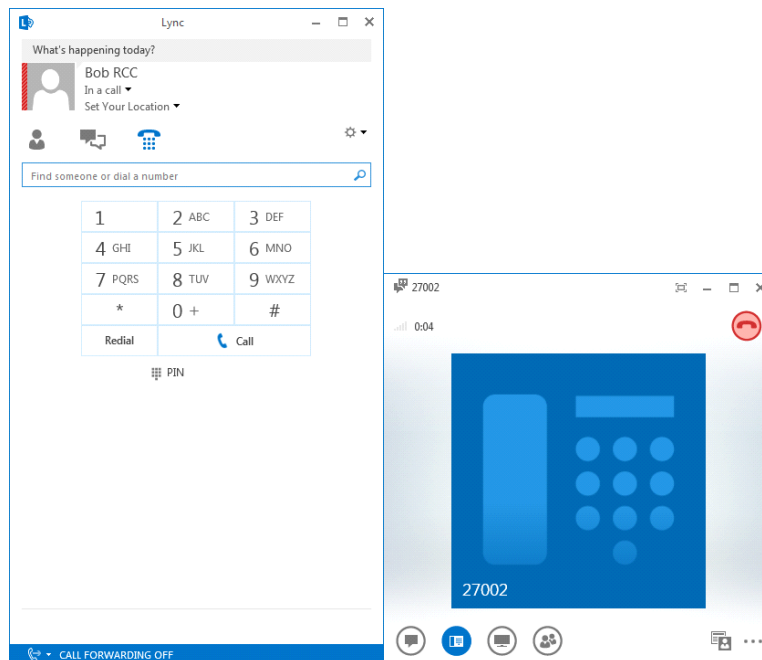 Lync
What's happening today?
Bob RCC
In a call
Set Your Location
Find someone or dial a number
1 2 ABC 3 DEF
4 GHI 5 JKL 6 MNO
7 PQRS 8 TUV 9 WXYZ
* 0 + #
Redial Call
PIN
CALL FORWARDING OFF
27002
0:04
27002